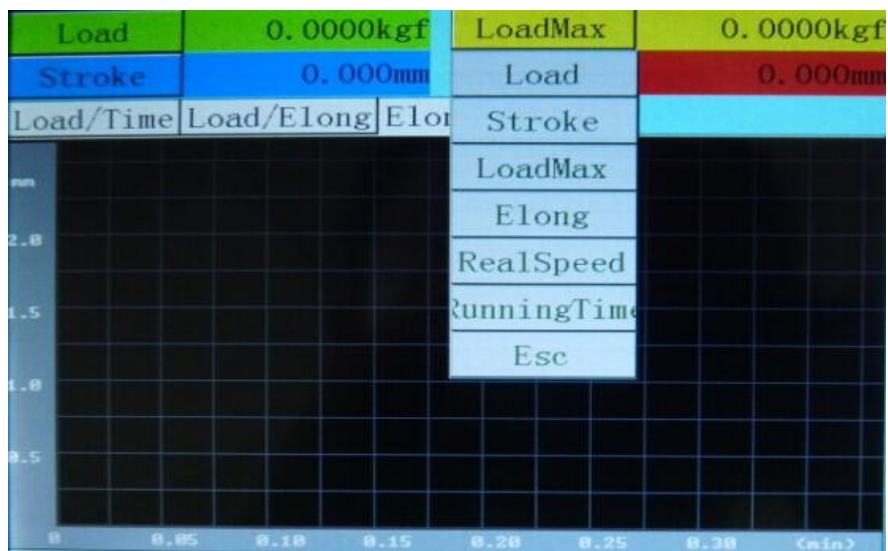 Load 0.0000kgf LoadMax 0.0000kgf
Stroke 0.000mm Load 0.000mm
Load/Time Load/Elong Stroke
LoadMax
Elong
RealSpeed
RunningTime
Esc
mm
2.0
1.5
1.0
0.5
0 0.05 0.10 0.15 0.20 0.25 0.30 <min>